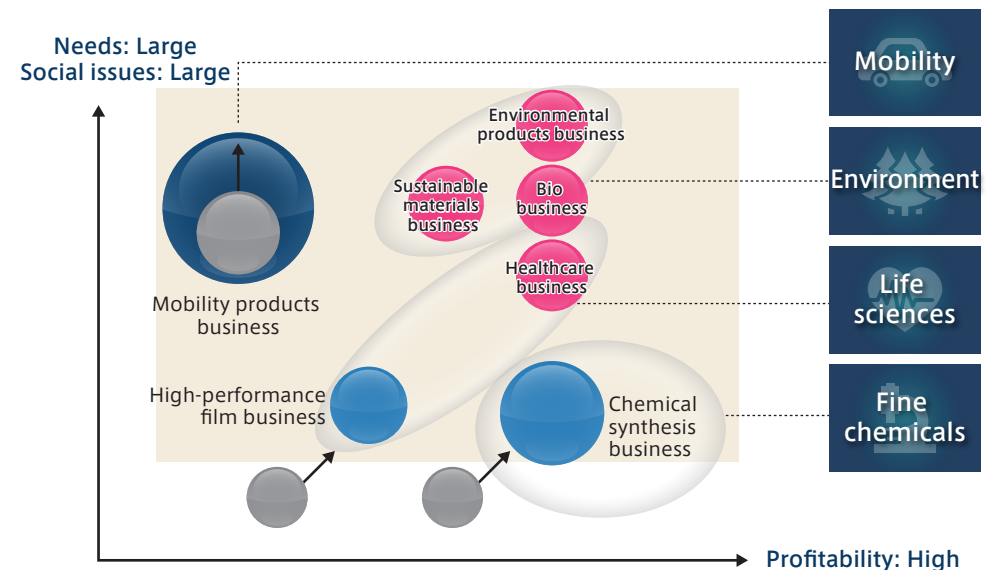 Needs: Large
Social issues: Large
Mobility
Environmental
products business
Environment
Sustainable
materials
business
Bio
business
Healthcare
business
Life
sciences
Mobility products
business
High-performance
film business
Chemical
synthesis
business
Fine
chemicals
Profitability: High